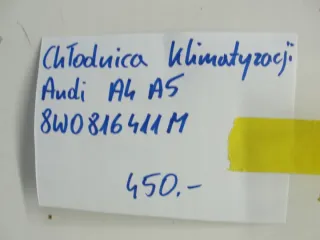 Chłodnica Klimatyzacji
Audi A4 A5
8W0816411M
450.-